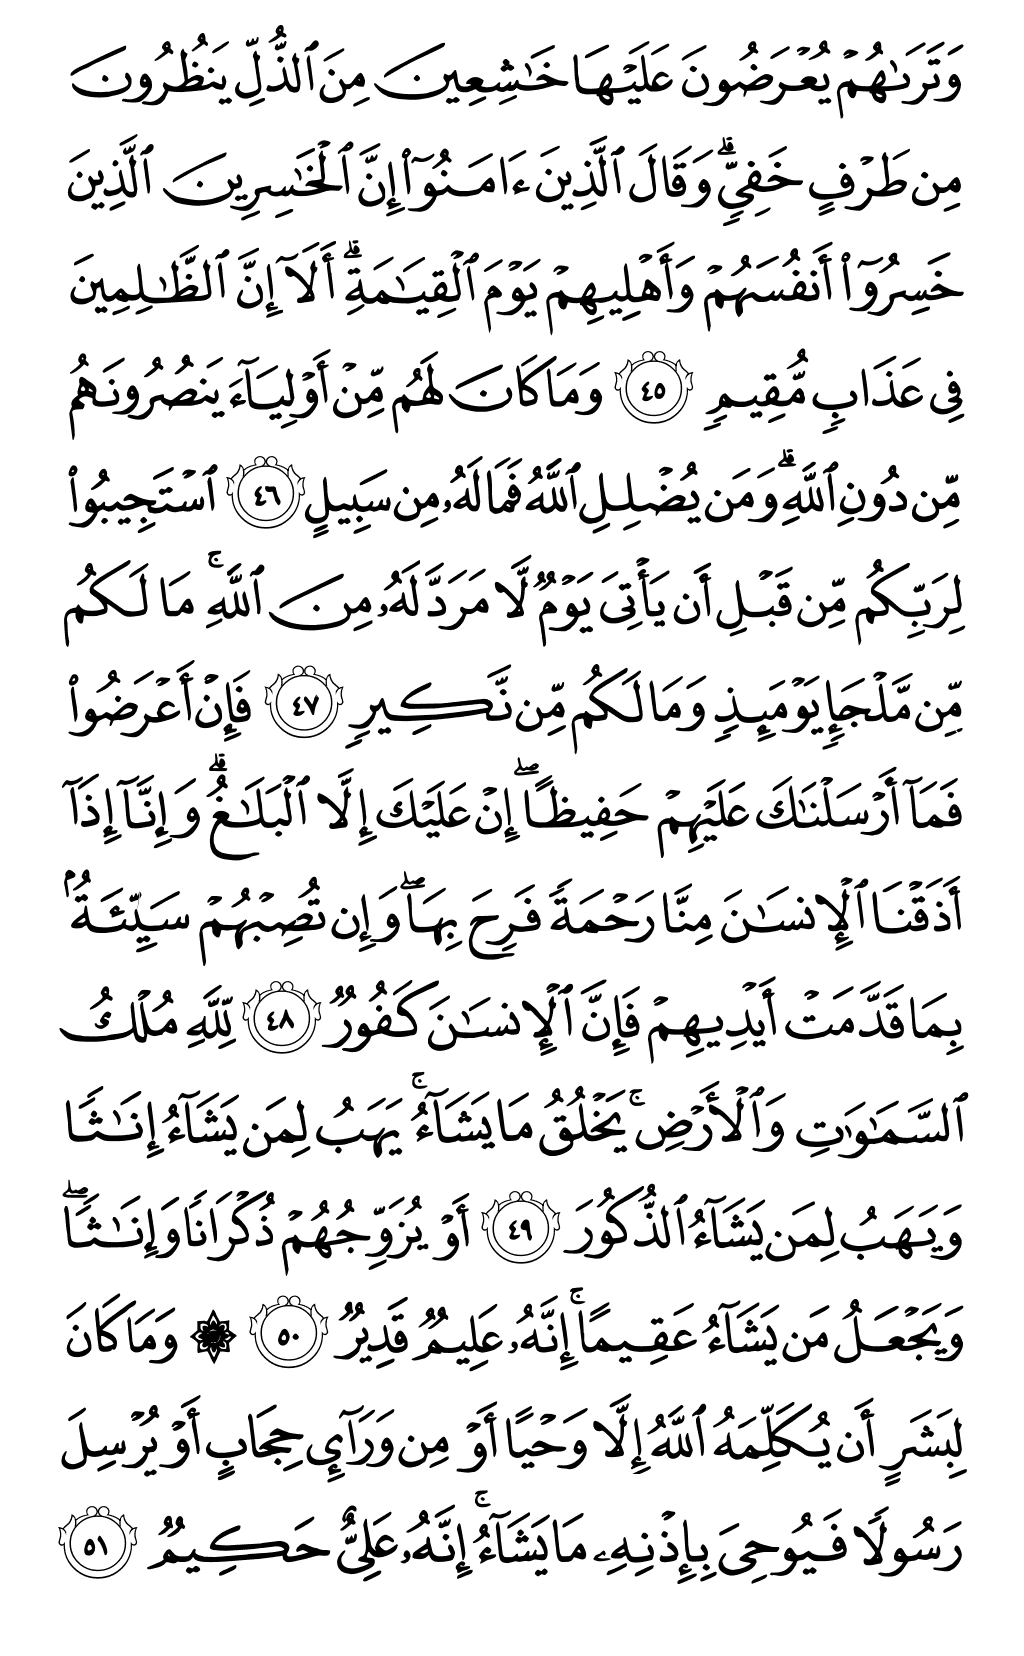 وَتَرَىٰهُمْ يُعْرَضُونَ عَلَيْهَا خَٰشِعِينَ مِنَ ٱلذُّلِّ يَنظُرُونَ
مِن طَرْفٍ خَفِيٍّۗ وَقَالَ ٱلَّذِينَ ءَامَنُوٓا۟ إِنَّ ٱلْخَٰسِرِينَ ٱلَّذِينَ
خَسِرُوٓا۟ أَنفُسَهُمْ وَأَهْلِيهِمْ يَوْمَ ٱلْقِيَٰمَةِۗ أَلَآ إِنَّ ٱلظَّٰلِمِينَ
فِى عَذَابٍ مُّقِيمٍ ٤٥ وَمَا كَانَ لَهُم مِّنْ أَوْلِيَآءَ يَنصُرُونَهُم
مِّن دُونِ ٱللَّهِۗ وَمَن يُضْلِلِ ٱللَّهُ فَمَا لَهُۥ مِن سَبِيلٍ ٤٦ ٱسْتَجِيبُوا۟
لِرَبِّكُم مِّن قَبْلِ أَن يَأْتِىَ يَوْمٌ لَّا مَرَدَّ لَهُۥ مِنَ ٱللَّهِۚ مَا لَكُم
مِّن مَّلْجَإٍ يَوْمَئِذٍ وَمَا لَكُم مِّن نَّكِيرٍ ٤٧ فَإِنْ أَعْرَضُوا۟
فَمَآ أَرْسَلْنَٰكَ عَلَيْهِمْ حَفِيظًاۖ إِنْ عَلَيْكَ إِلَّا ٱلْبَلَٰغُۗ وَإِنَّآ إِذَآ
أَذَقْنَا ٱلْإِنسَٰنَ مِنَّا رَحْمَةً فَرِحَ بِهَاۖ وَإِن تُصِبْهُمْ سَيِّئَةٌۢ
بِمَا قَدَّمَتْ أَيْدِيهِمْ فَإِنَّ ٱلْإِنسَٰنَ كَفُورٌ ٤٨ لِّلَّهِ مُلْكُ
ٱلسَّمَٰوَٰتِ وَٱلْأَرْضِۚ يَخْلُقُ مَا يَشَآءُۚ يَهَبُ لِمَن يَشَآءُ إِنَٰثًا
وَيَهَبُ لِمَن يَشَآءُ ٱلذُّكُورَ ٤٩ أَوْ يُزَوِّجُهُمْ ذُكْرَانًا وَإِنَٰثًاۖ
وَيَجْعَلُ مَن يَشَآءُ عَقِيمًاۚ إِنَّهُۥ عَلِيمٌ قَدِيرٌ ٥٠ ۞ وَمَا كَانَ
لِبَشَرٍ أَن يُكَلِّمَهُ ٱللَّهُ إِلَّا وَحْيًا أَوْ مِن وَرَآئِ حِجَابٍ أَوْ يُرْسِلَ
رَسُولًا فَيُوحِىَ بِإِذْنِهِۦ مَا يَشَآءُۚ إِنَّهُۥ عَلِىٌّ حَكِيمٌ ٥١